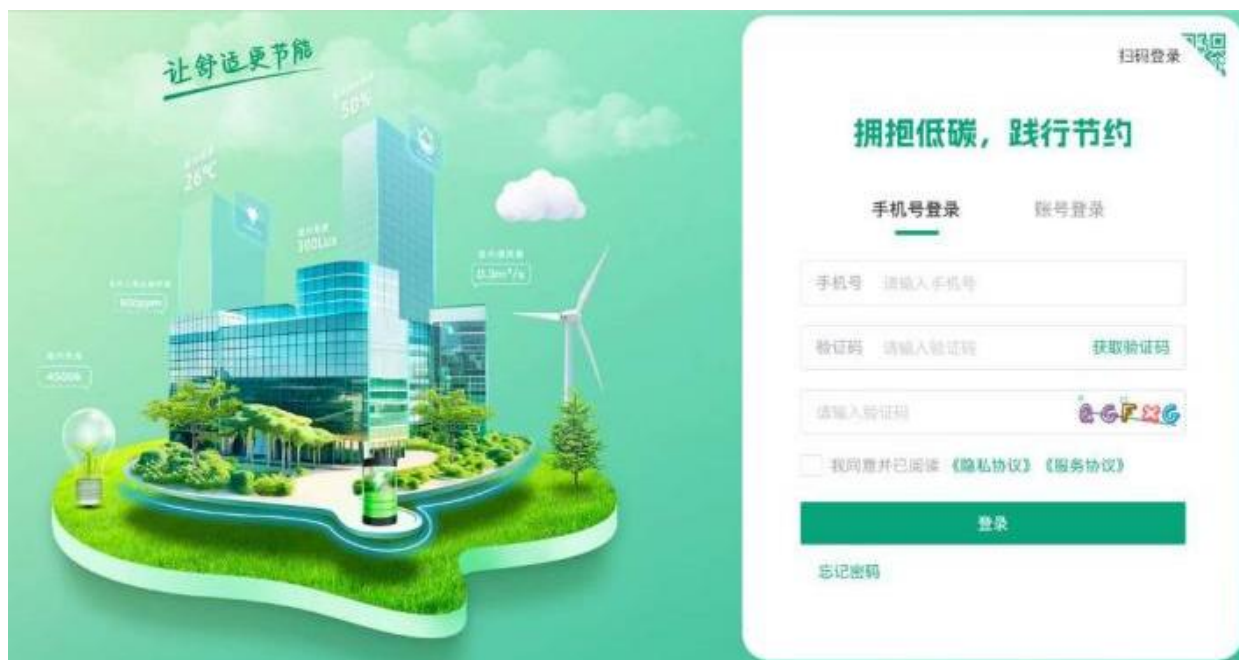 让舒适更节能
50%
26℃
300Lux
0.3m³/s
800ppm
扫码登录
拥抱低碳，践行节约
手机号登录 账号登录
手机号 请输入手机号
验证码 请输入验证码 获取验证码
请输入验证码
我同意并已阅读 《隐私协议》 《服务协议》
登录
忘记密码